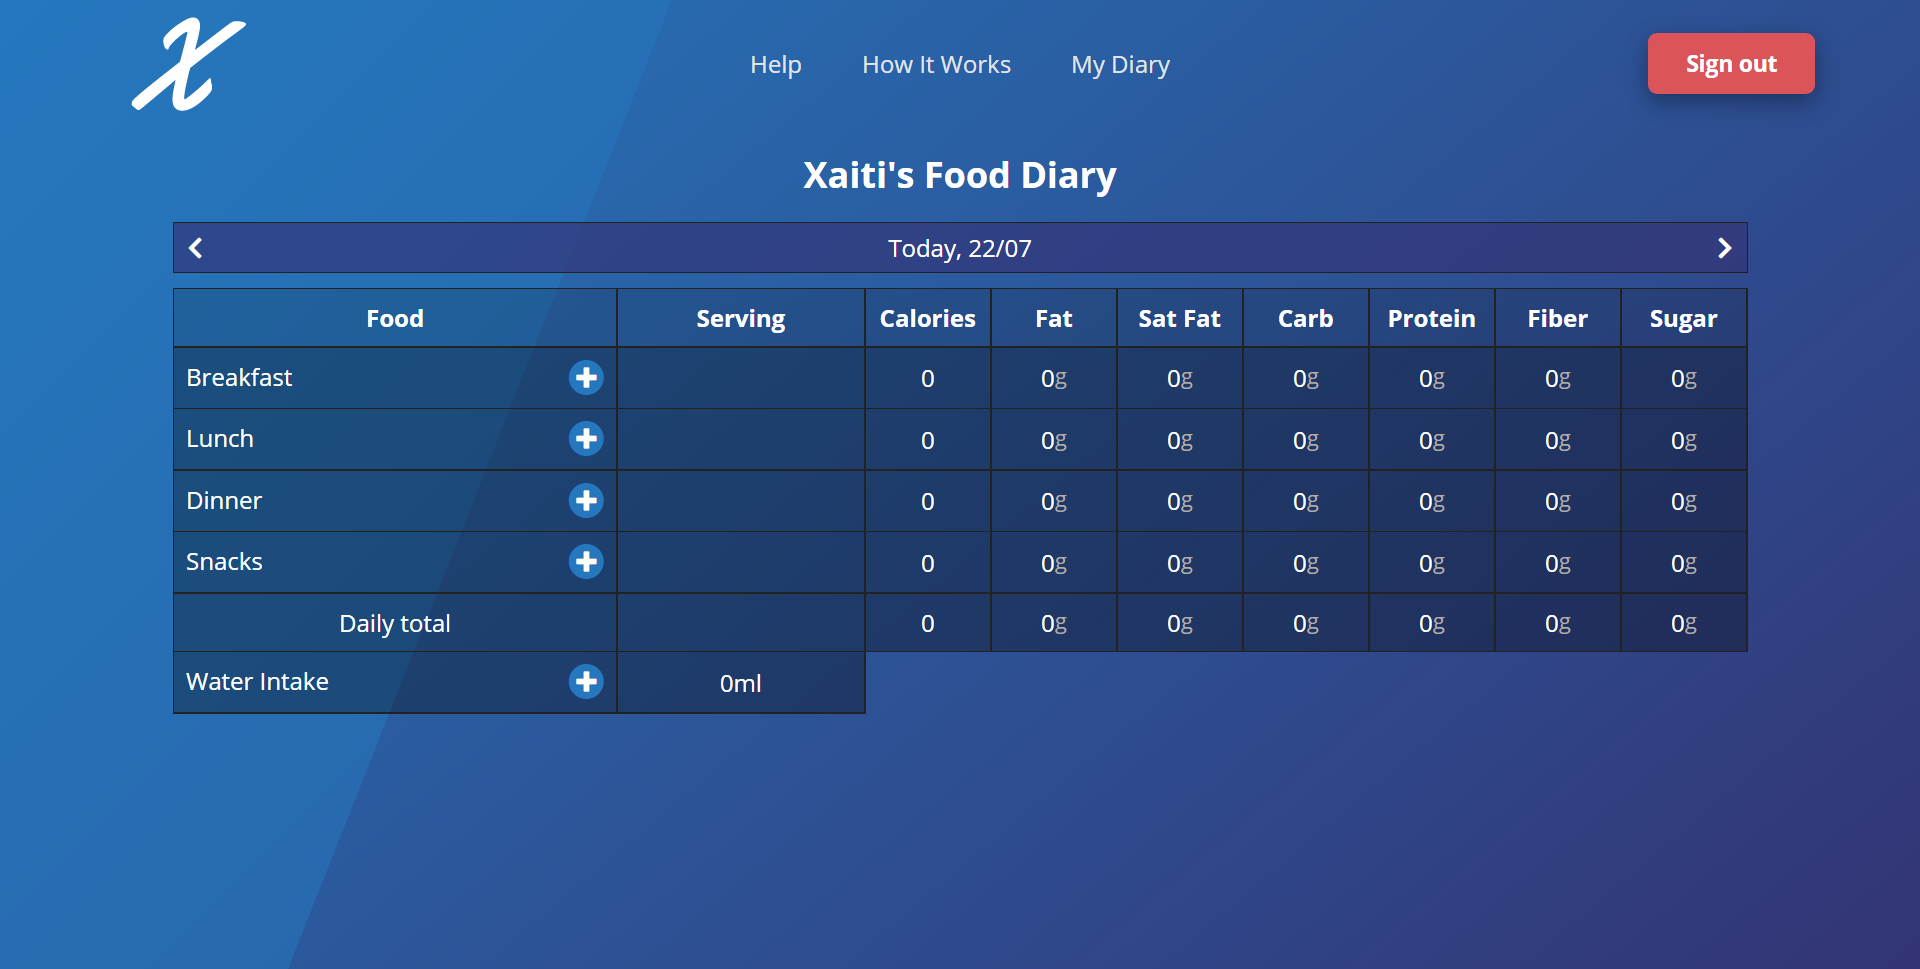 X
Help How It Works My Diary Sign out
Xaiti's Food Diary
Today, 22/07
Food Serving Calories Fat Sat Fat Carb Protein Fiber Sugar
Breakfast 0 0g 0g 0g 0g 0g 0g
Lunch 0 0g 0g 0g 0g 0g 0g
Dinner 0 0g 0g 0g 0g 0g 0g
Snacks 0 0g 0g 0g 0g 0g 0g
Daily total 0 0g 0g 0g 0g 0g 0g
Water Intake 0ml